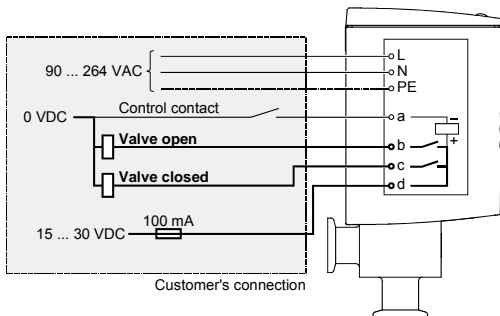 L
90 ... 264 VAC
N
PE
Control contact
0 VDC
a
−
+
Valve open
b
c
Valve closed
d
100 mA
15 ... 30 VDC
Customer's connection